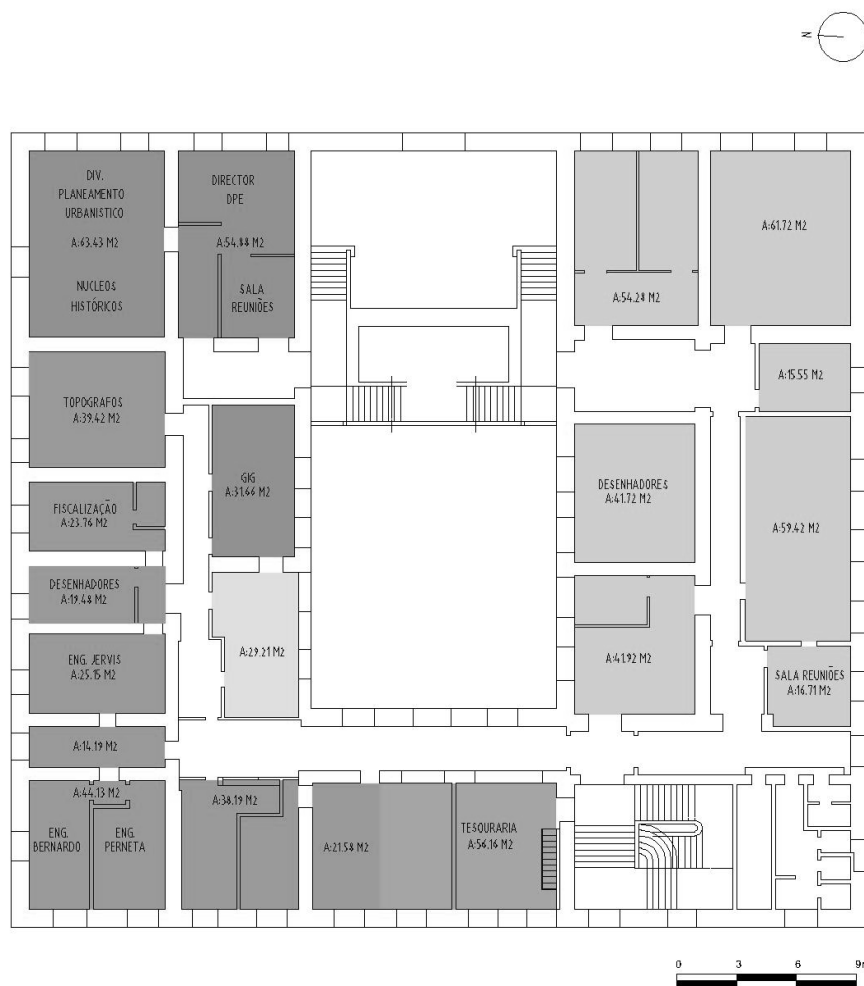 N
DIV.
PLANEAMENTO
URBANISTICO
A:63.43 M2
NUCLEOS
HISTÓRICOS
DIRECTOR
DPE
A:54.88 M2
SALA
REUNIÕES
A:54.28 M2
A:61.72 M2
A:15.55 M2
TOPÓGRAFOS
A:39.42 M2
GIG
A:31.66 M2
DESENHADORES
A:41.72 M2
A:59.42 M2
FISCALIZAÇÃO
A:23.76 M2
DESENHADORES
A:19.48 M2
A:29.21 M2
A:41.92 M2
ENG. JERVIS
A:25.15 M2
SALA REUNIÕES
A:16.71 M2
A:14.19 M2
A:44.13 M2
ENG.
BERNARDO
ENG.
PERNETA
A:38.19 M2
A:21.58 M2
TESOURARIA
A:56.16 M2
0 3 6 9